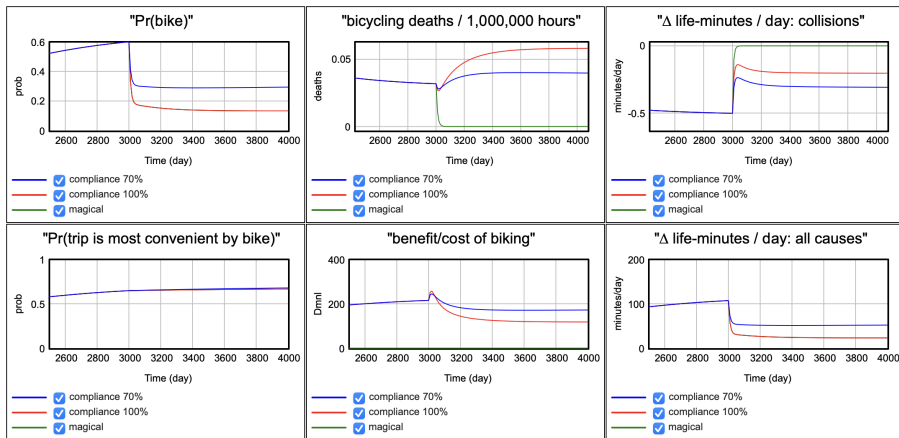 "Pr(bike)"
0.6
0.4
0.2
0
prob
2600 2800 3000 3200 3400 3600 3800 4000
Time (day)
compliance 70%
compliance 100%
magical
"bicycling deaths / 1,000,000 hours"
0.05
0
deaths
2600 2800 3000 3200 3400 3600 3800 4000
Time (day)
compliance 70%
compliance 100%
magical
"Δ life-minutes / day: collisions"
0
-0.5
minutes/day
2600 2800 3000 3200 3400 3600 3800 4000
Time (day)
compliance 70%
compliance 100%
magical
"Pr(trip is most convenient by bike)"
1
0.5
0
prob
2600 2800 3000 3200 3400 3600 3800 4000
Time (day)
compliance 70%
compliance 100%
magical
"benefit/cost of biking"
400
200
0
Dmnl
2600 2800 3000 3200 3400 3600 3800 4000
Time (day)
compliance 70%
compliance 100%
magical
"Δ life-minutes / day: all causes"
200
100
0
minutes/day
2600 2800 3000 3200 3400 3600 3800 4000
Time (day)
compliance 70%
compliance 100%
magical